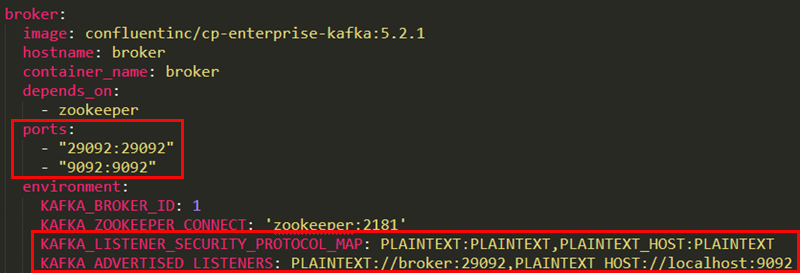 broker:
image: confluentinc/cp-enterprise-kafka:5.2.1
hostname: broker
container_name: broker
depends_on:
- zookeeper
ports:
- "29092:29092"
- "9092:9092"
environment:
KAFKA_BROKER_ID: 1
KAFKA_ZOOKEEPER_CONNECT: 'zookeeper:2181'
KAFKA_LISTENER_SECURITY_PROTOCOL_MAP: PLAINTEXT:PLAINTEXT,PLAINTEXT_HOST:PLAINTEXT
KAFKA_ADVERTISED_LISTENERS: PLAINTEXT://broker:29092,PLAINTEXT_HOST://localhost:9092